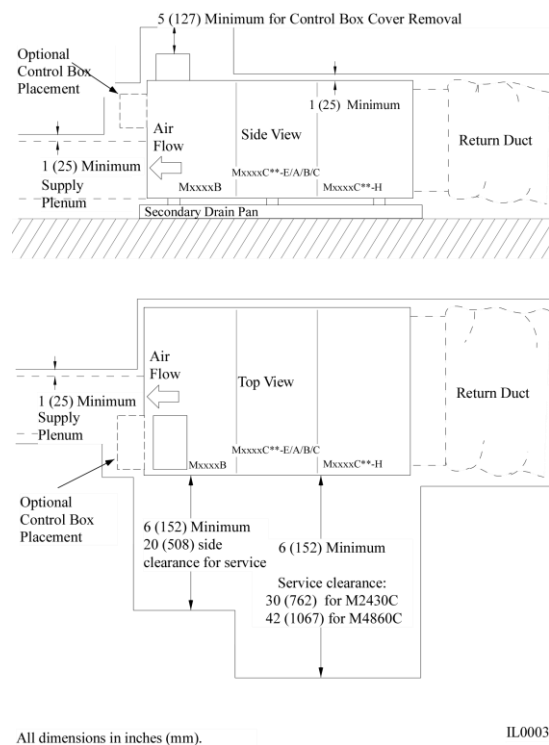 5 (127) Minimum for Control Box Cover Removal
Optional
Control Box
Placement
1 (25) Minimum
Air
Flow
Side View
Return Duct
1 (25) Minimum
Supply
Plenum
MxxxxB
MxxxxC**-E/A/B/C
MxxxxC**-H
Secondary Drain Pan
Air
Flow
Top View
Return Duct
1 (25) Minimum
Supply
Plenum
MxxxxB
MxxxxC**-E/A/B/C
MxxxxC**-H
Optional
Control Box
Placement
6 (152) Minimum
20 (508) side
clearance for service
6 (152) Minimum
Service clearance:
30 (762) for M2430C
42 (1067) for M4860C
All dimensions in inches (mm).
IL0003